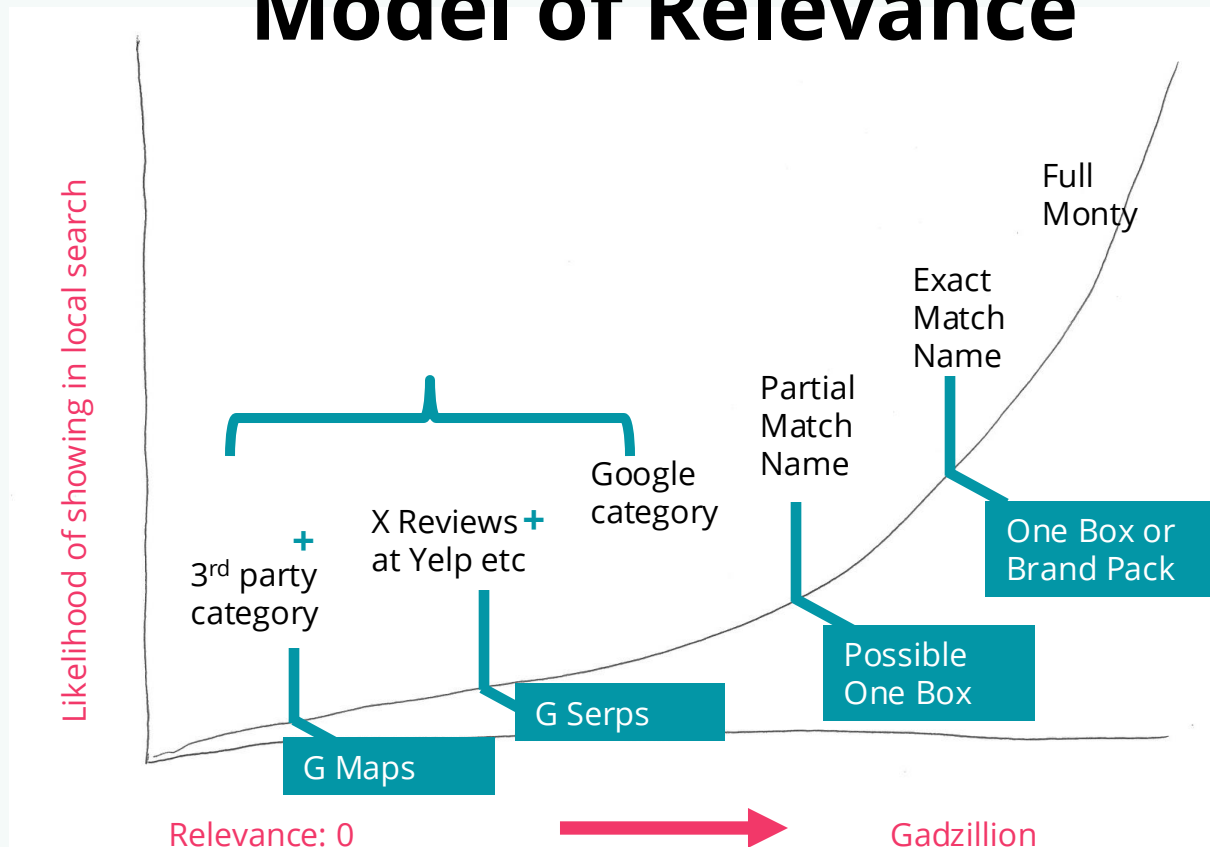 Model of Relevance
Likelihood of showing in local search
Full
Monty
Exact
Match
Name
Partial
Match
Name
Google
category
X Reviews +
at Yelp etc
+
3rd party
category
One Box or
Brand Pack
Possible
One Box
G Serps
G Maps
Relevance: 0
Gadzillion